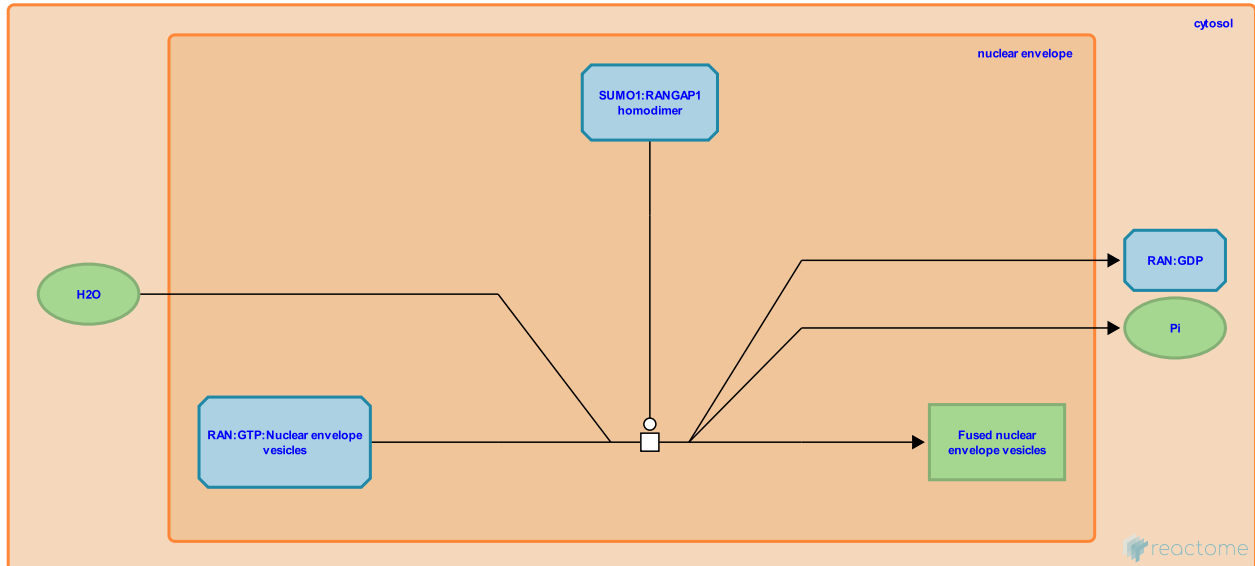 cytosol
nuclear envelope
SUMO1:RANGAP1
homodimer
RAN:GDP
H2O
Pi
RAN:GTP:Nuclear envelope
vesicles
Fused nuclear
envelope vesicles
reactome